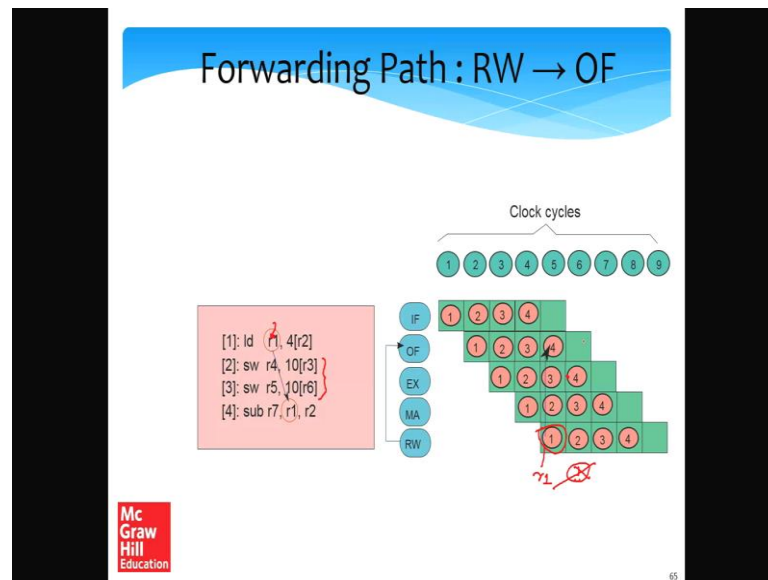 Forwarding Path : RW → OF
Clock cycles
1 2 3 4 5 6 7 8 9
[1]: ld r1, 4[r2]
[2]: sw r4, 10[r3]
[3]: sw r5, 10[r6]
[4]: sub r7, r1, r2
IF 1 2 3 4
OF 1 2 3 4
EX 1 2 3 4
MA 1 2 3 4
RW 1 2 3 4
r1
Mc
Graw
Hill
Education
65